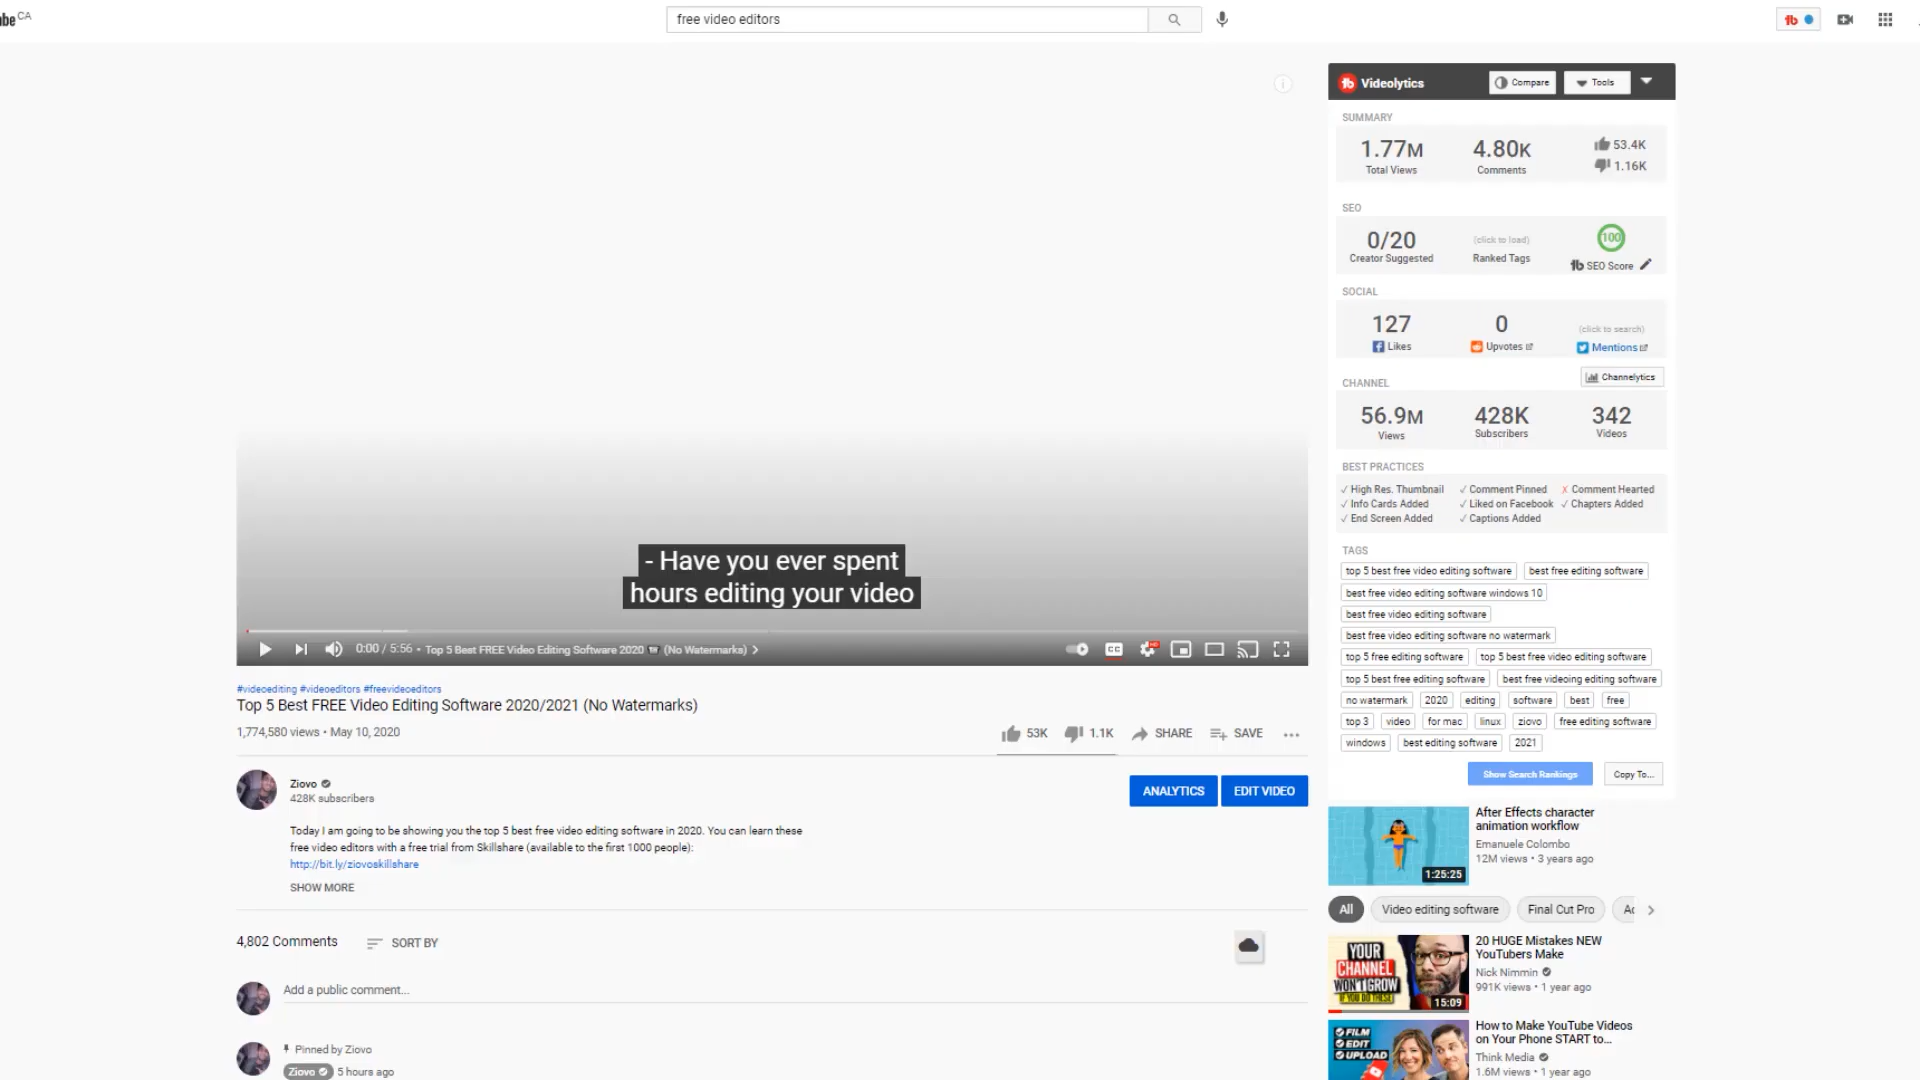 be CA
free video editors
- Have you ever spent
hours editing your video
0:00 / 5:56 • Top 5 Best FREE Video Editing Software 2020 (No Watermarks)
CC
HD
#videoediting #videoeditors #freevideoeditors
Top 5 Best FREE Video Editing Software 2020/2021 (No Watermarks)
1,774,580 views • May 10, 2020
53K
1.1K
SHARE
SAVE
Ziovo
428K subscribers
ANALYTICS
EDIT VIDEO
Today I am going to be showing you the top 5 best free video editing software in 2020. You can learn these
free video editors with a free trial from Skillshare (available to the first 1000 people):
http://bit.ly/ziovoskillshare
SHOW MORE
4,802 Comments
SORT BY
Add a public comment...
Pinned by Ziovo
Ziovo 5 hours ago
Videolytics
Compare
Tools
SUMMARY
1.77M
Total Views
4.80K
Comments
53.4K
1.16K
SEO
0/20
Creator Suggested
(click to load)
Ranked Tags
100
tb SEO Score
SOCIAL
127
Likes
0
Upvotes
(click to search)
Mentions
CHANNEL
Channelytics
56.9M
Views
428K
Subscribers
342
Videos
BEST PRACTICES
✓ High Res. Thumbnail ✓ Comment Pinned X Comment Hearted
✓ Info Cards Added ✓ Liked on Facebook ✓ Chapters Added
✓ End Screen Added ✓ Captions Added
TAGS
top 5 best free video editing software best free editing software
best free video editing software windows 10
best free video editing software
best free video editing software no watermark
top 5 free editing software top 5 best free video editing software
top 5 best free editing software best free videoing editing software
no watermark 2020 editing software best free
top 3 video for mac linux ziovo free editing software
windows best editing software 2021
Show Search Rankings
Copy To...
After Effects character
animation workflow
Emanuele Colombo
12M views • 3 years ago
1:25:25
All
Video editing software
Final Cut Pro
YOUR
CHANNEL
WON'T GROW
IF YOU DO THESE
15:09
20 HUGE Mistakes NEW
YouTubers Make
Nick Nimmin
991K views • 1 year ago
FILM
EDIT
UPLOAD
How to Make YouTube Videos
on Your Phone START to...
Think Media
1.6M views • 1 year ago